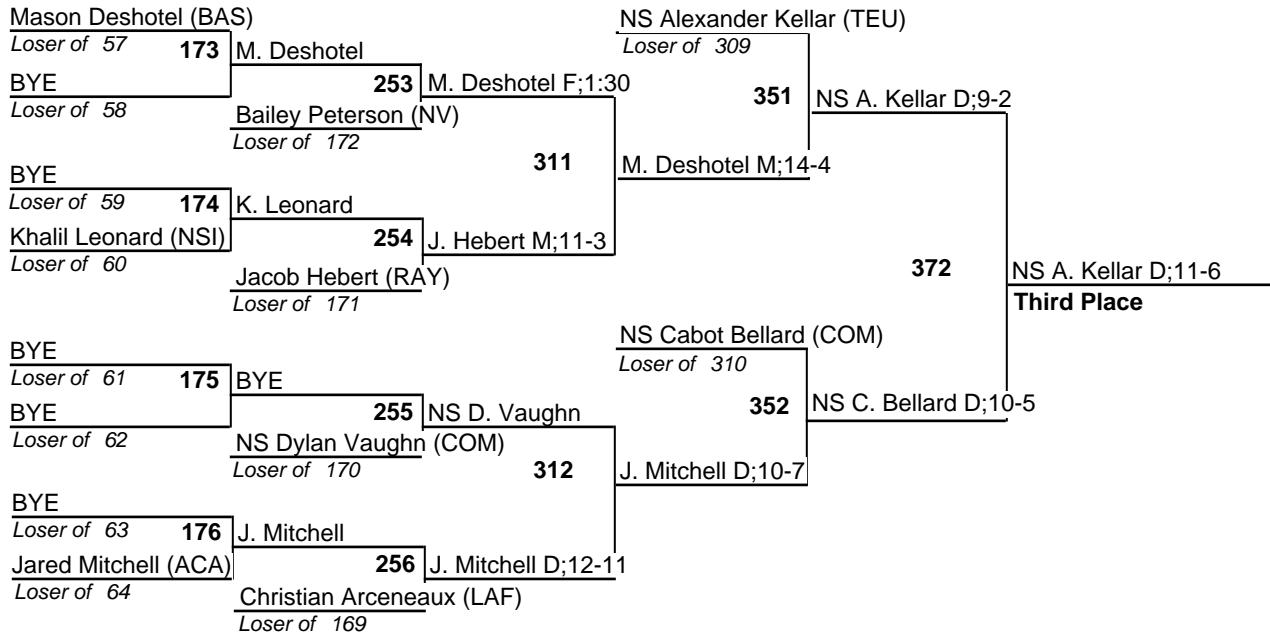 Mason Deshotel (BAS)
Loser of 57
173
M. Deshotel
BYE
Loser of 58
253
M. Deshotel F;1:30
Bailey Peterson (NV)
Loser of 172
311
BYE
Loser of 59
174
K. Leonard
Khalil Leonard (NSI)
Loser of 60
254
J. Hebert M;11-3
Jacob Hebert (RAY)
Loser of 171
NS Alexander Kellar (TEU)
Loser of 309
351
NS A. Kellar D;9-2
M. Deshotel M;14-4
372
NS A. Kellar D;11-6
Third Place
BYE
Loser of 61
175
BYE
BYE
Loser of 62
255
NS D. Vaughn
NS Dylan Vaughn (COM)
Loser of 170
312
BYE
Loser of 63
176
J. Mitchell
Jared Mitchell (ACA)
Loser of 64
256
J. Mitchell D;12-11
Christian Arceneaux (LAF)
Loser of 169
NS Cabot Bellard (COM)
Loser of 310
352
NS C. Bellard D;10-5
J. Mitchell D;10-7